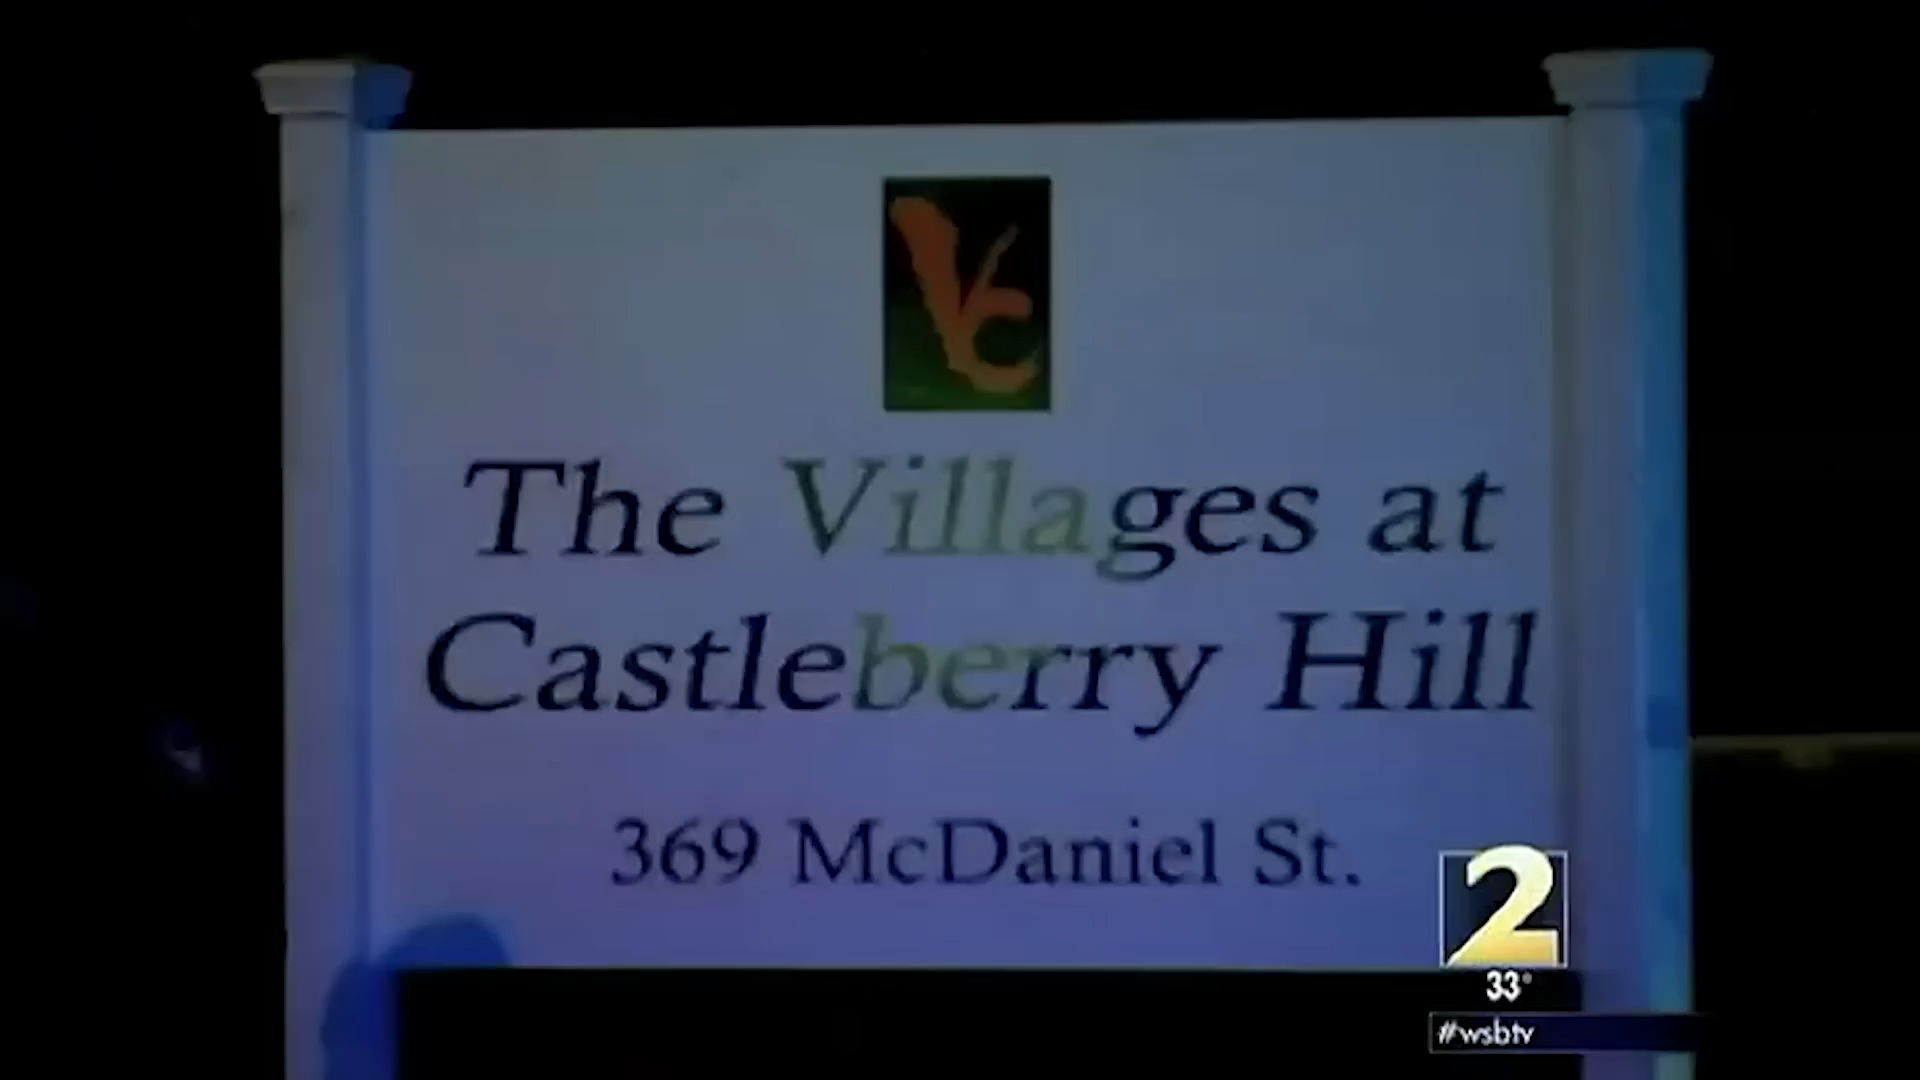 VC
The Villages at
Castleberry Hill
369 McDaniel St.
2
33°
#wsbtv